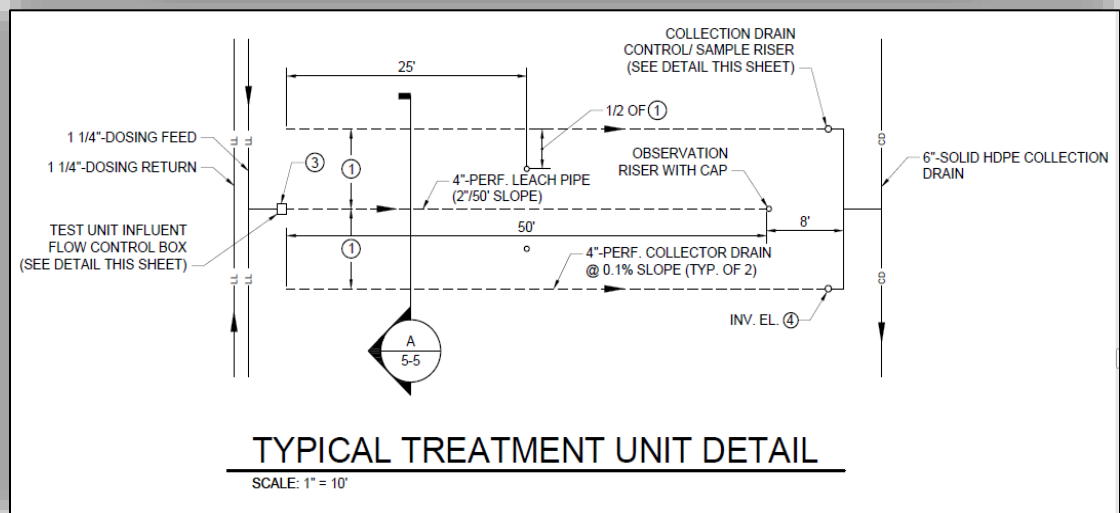 COLLECTION DRAIN
CONTROL/ SAMPLE RISER
(SEE DETAIL THIS SHEET)
25'
1/2 OF 1
1 1/4"-DOSING FEED
1 1/4"-DOSING RETURN
3
1
OBSERVATION
RISER WITH CAP
6"-SOLID HDPE COLLECTION
DRAIN
4"-PERF. LEACH PIPE
(2"/50' SLOPE)
TEST UNIT INFLUENT
FLOW CONTROL BOX
(SEE DETAIL THIS SHEET)
50'
8'
1
4"-PERF. COLLECTOR DRAIN
@ 0.1% SLOPE (TYP. OF 2)
INV. EL. 4
A
5-5
TYPICAL TREATMENT UNIT DETAIL
SCALE: 1" = 10'